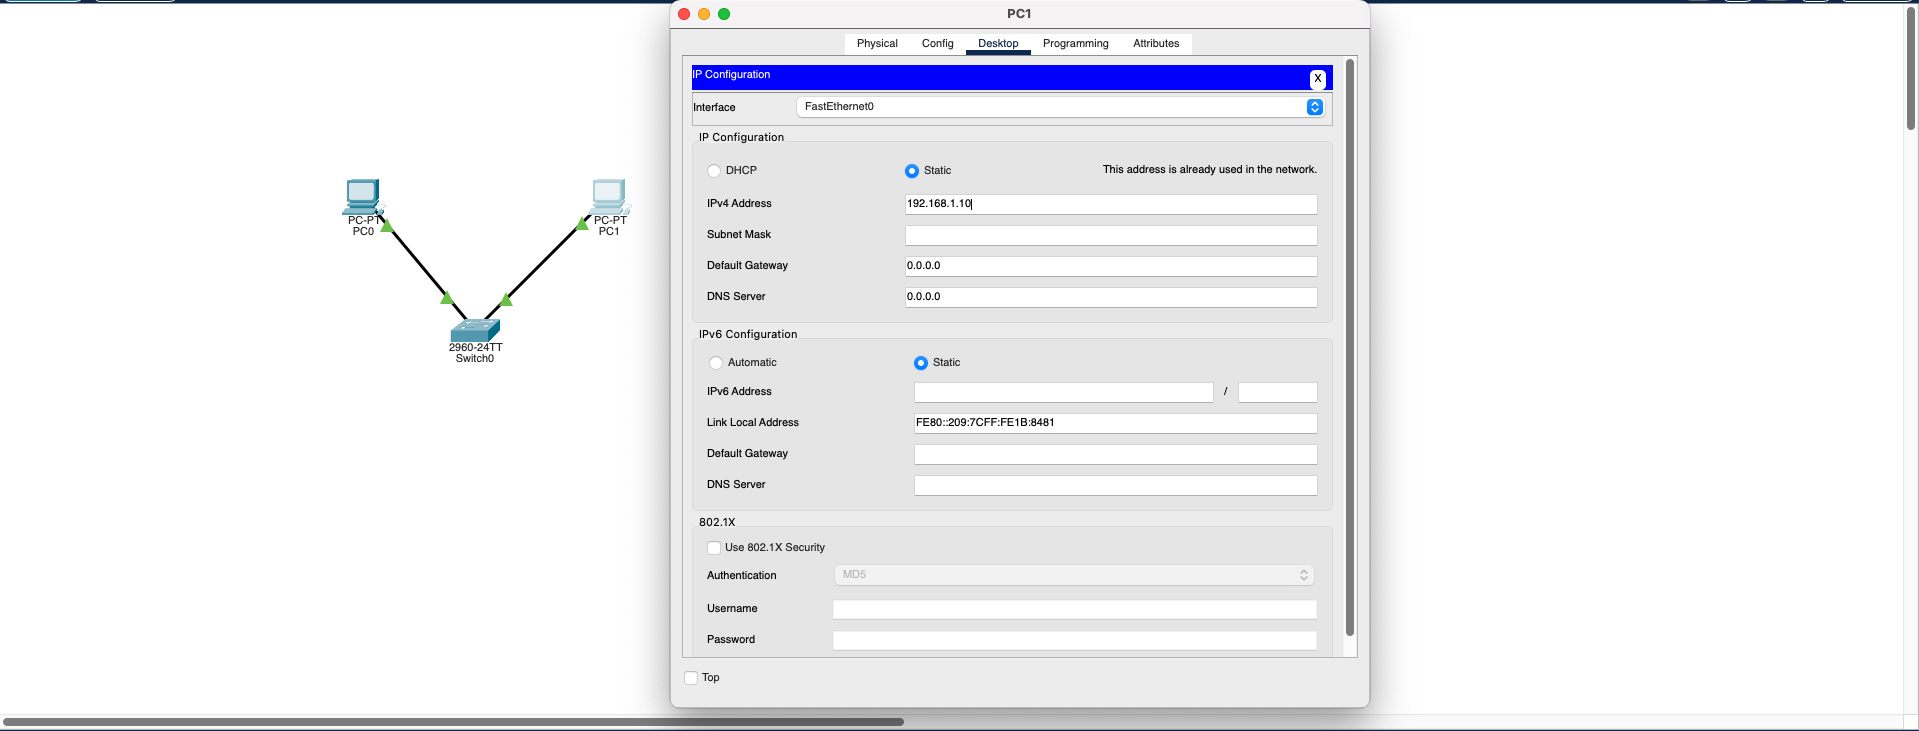 PC1
Physical Config Desktop Programming Attributes
IP Configuration X
Interface FastEthernet0
IP Configuration
DHCP Static This address is already used in the network.
IPv4 Address 192.168.1.10
Subnet Mask
Default Gateway 0.0.0.0
DNS Server 0.0.0.0
IPv6 Configuration
Automatic Static
IPv6 Address /
Link Local Address FE80::209:7CFF:FE1B:8481
Default Gateway
DNS Server
802.1X
Use 802.1X Security
Authentication MD5
Username
Password
Top
PC-PT
PC0
PC-PT
PC1
2960-24TT
Switch0